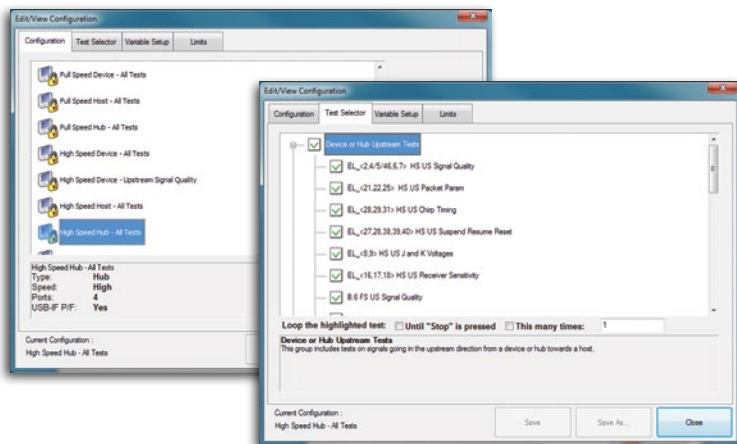 Edit/View Configuration
Configuration Test Selector Variable Setup Limits
Full Speed Device - All Tests
Full Speed Host - All Tests
Full Speed Hub - All Tests
High Speed Device - All Tests
High Speed Device - Upstream Signal Quality
High Speed Host - All Tests
High Speed Hub - All Tests
High Speed Hub - All Tests
Type: Hub
Speed: High
Ports: 4
USB-IF P/F: Yes
Current Configuration :
High Speed Hub - All Tests
Edit/View Configuration
Configuration Test Selector Variable Setup Limits
Device or Hub Upstream Tests
EL_<2,4/5/46,6,7> HS US Signal Quality
EL_<21,22,25> HS US Packet Param
EL_<28,29,31> HS US Chirp Timing
EL_<27,28,38,39,40> HS US Suspend Resume Reset
EL_<8,9> HS US J and K Voltages
EL_<16,17,18> HS US Receiver Sensitivity
B.6 FS US Signal Quality
Loop the highlighted test: Until "Stop" is pressed This many times: 1
Device or Hub Upstream Tests
This group includes tests on signals going in the upstream direction from a device or hub towards a host.
Current Configuration :
High Speed Hub - All Tests
Save Save As... Close